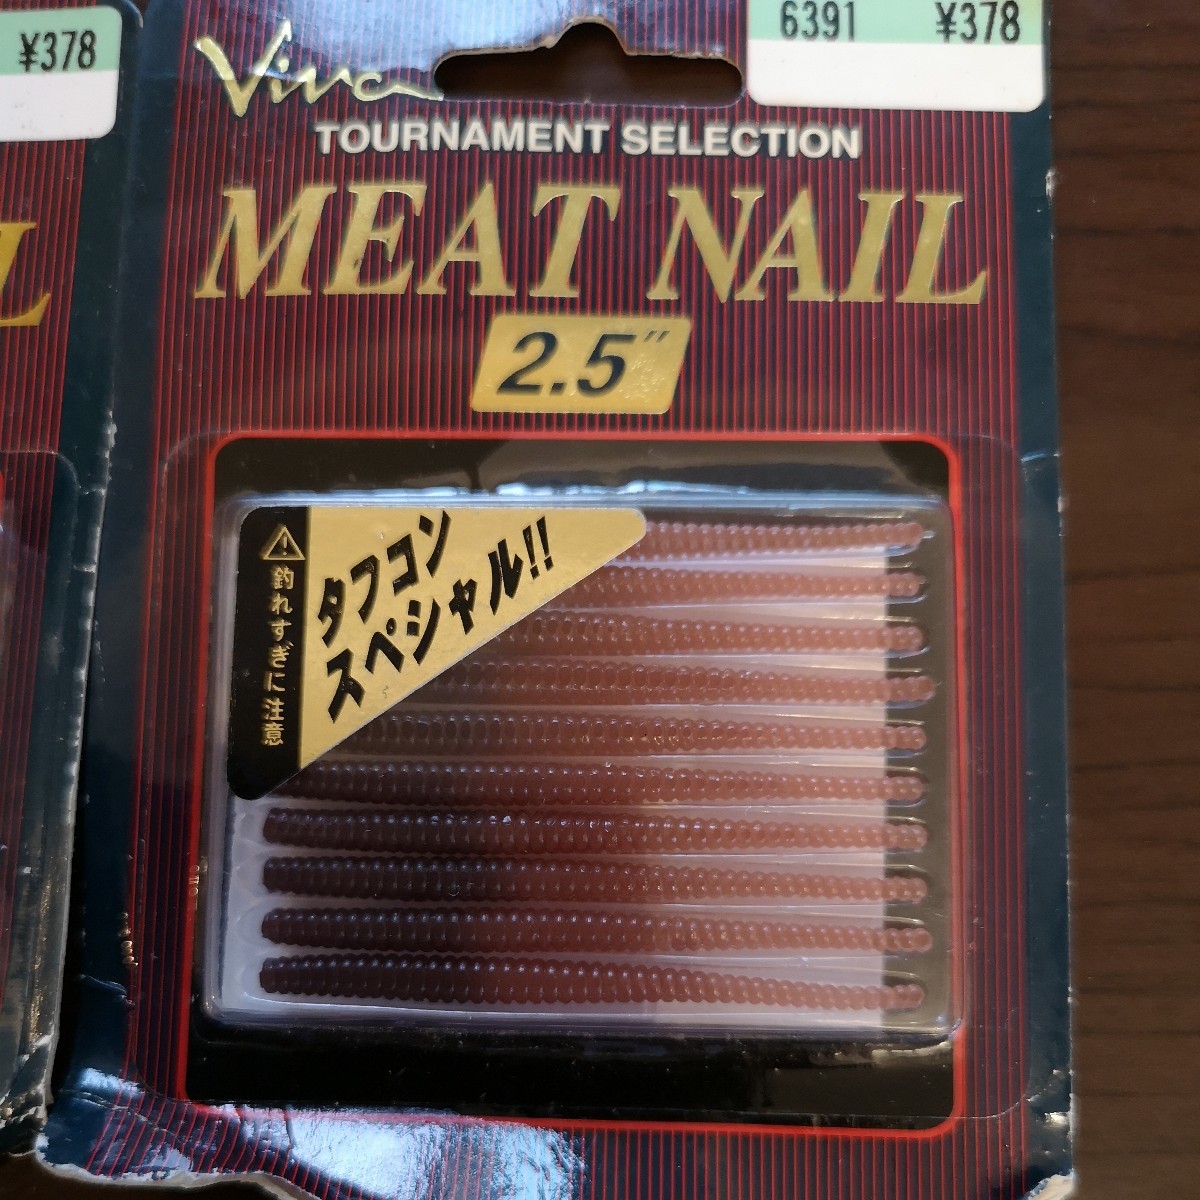 ¥378
6391 ¥378
Viva
TOURNAMENT SELECTION
MEAT NAIL
L
2.5"
タフコン
スペシャル!!
釣れすぎに注意